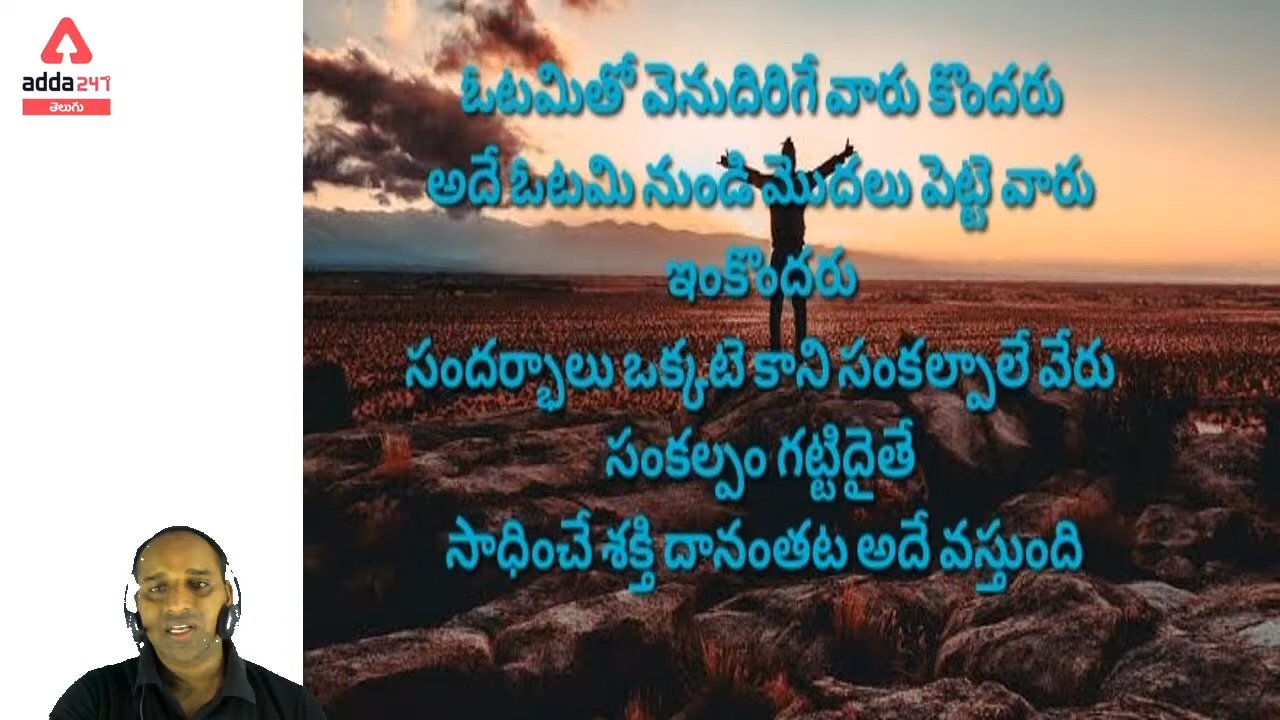 adda247
తెలుగు
ఓటమితో వెనుదిరిగే వారు కొందరు
అదే ఓటమి నుండి మొదలు పెట్టె వారు
ఇంకొందరు
సందర్భాలు ఒక్కటె కాని సంకల్పాలే వేరు
సంకల్పం గట్టిదైతే
సాధించే శక్తి దానంతట అదే వస్తుంది